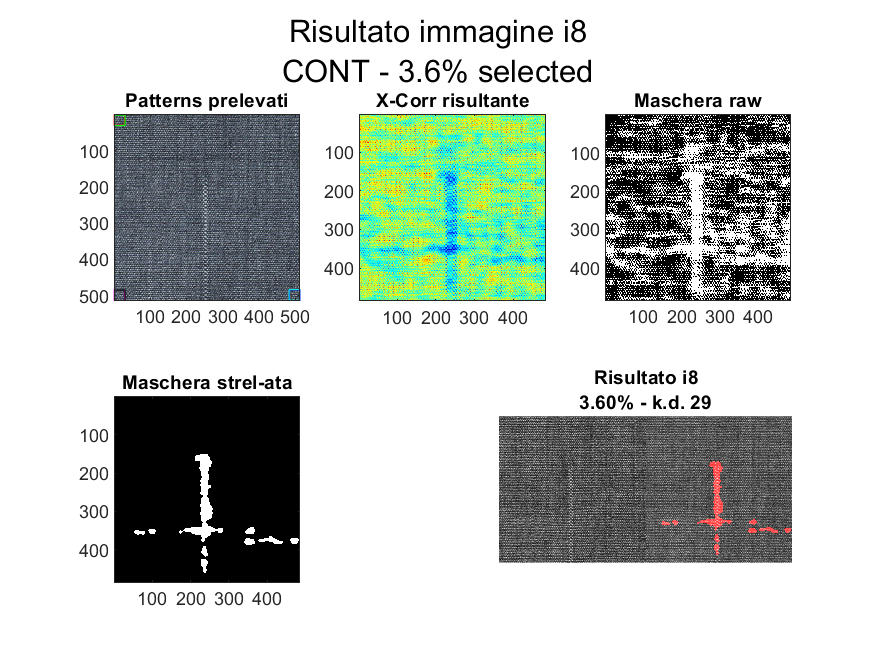 Risultato immagine i8
CONT - 3.6% selected
Patterns prelevati
100
200
300
400
500
100 200 300 400 500
X-Corr risultante
100
200
300
400
100 200 300 400
Maschera raw
100
200
300
400
100 200 300 400
Maschera strel-ata
100
200
300
400
100 200 300 400
Risultato i8
3.60% - k.d. 29